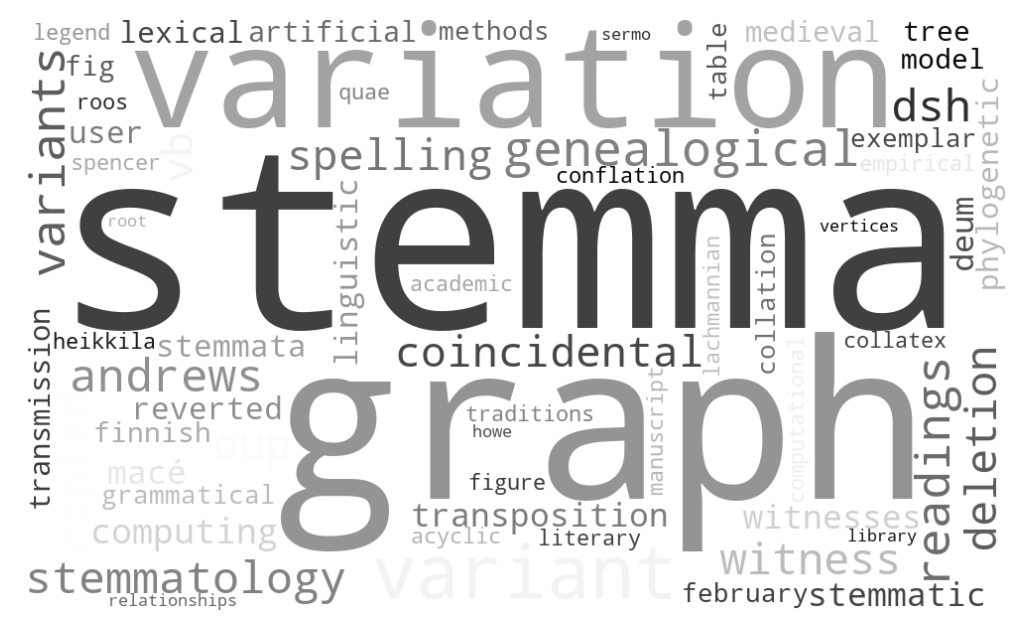 legend
lexical
artificial
methods
sermo
table
medieval
tree
model
variation
variants
fig
roos
user
spencer
vb
quae
dsh
exemplar
empirical
phylogenetic
spelling
genealogical
conflation
stemma
root
linguistic
academic
lachmannian
collation
vertices
deum
transmission
heikkila
stemmata
coincidental
collatex
andrews
reverted
finnish
oup
graph
traditions
howe
manuscript
computational
readings
deletion
macé
grammatical
figure
computing
transposition
acyclic
literary
witnesses
library
witness
stemmatology
relationships
variant
february
stemmatic